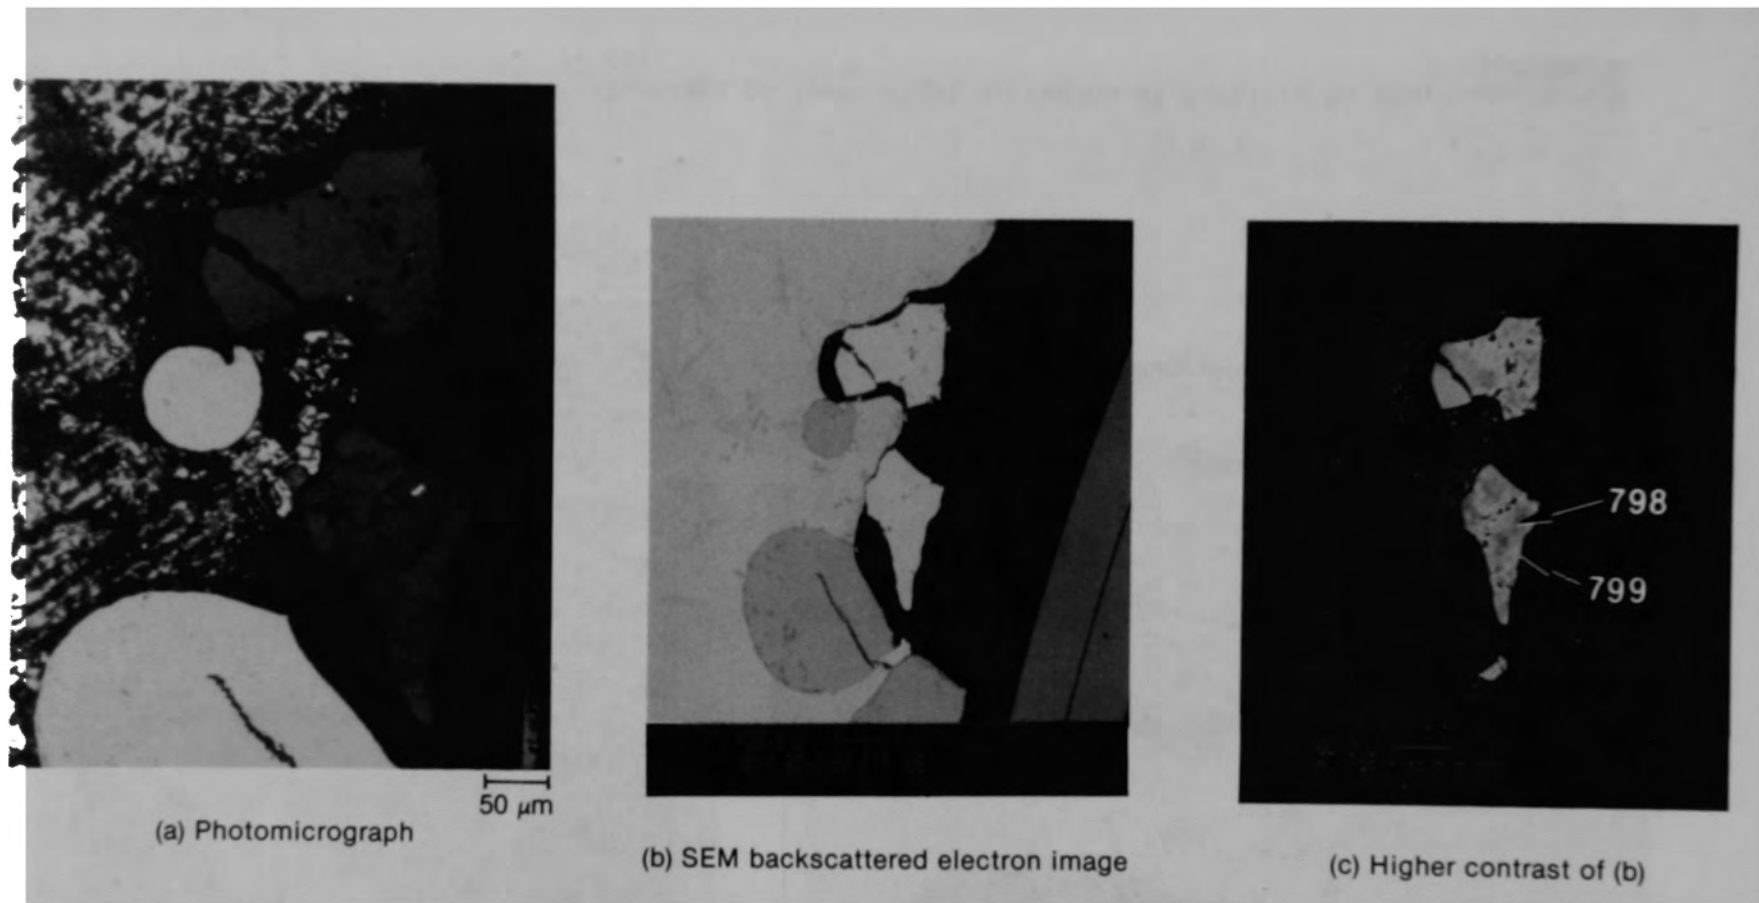 798
799
50 µm
(a) Photomicrograph
(b) SEM backscattered electron image
(c) Higher contrast of (b)